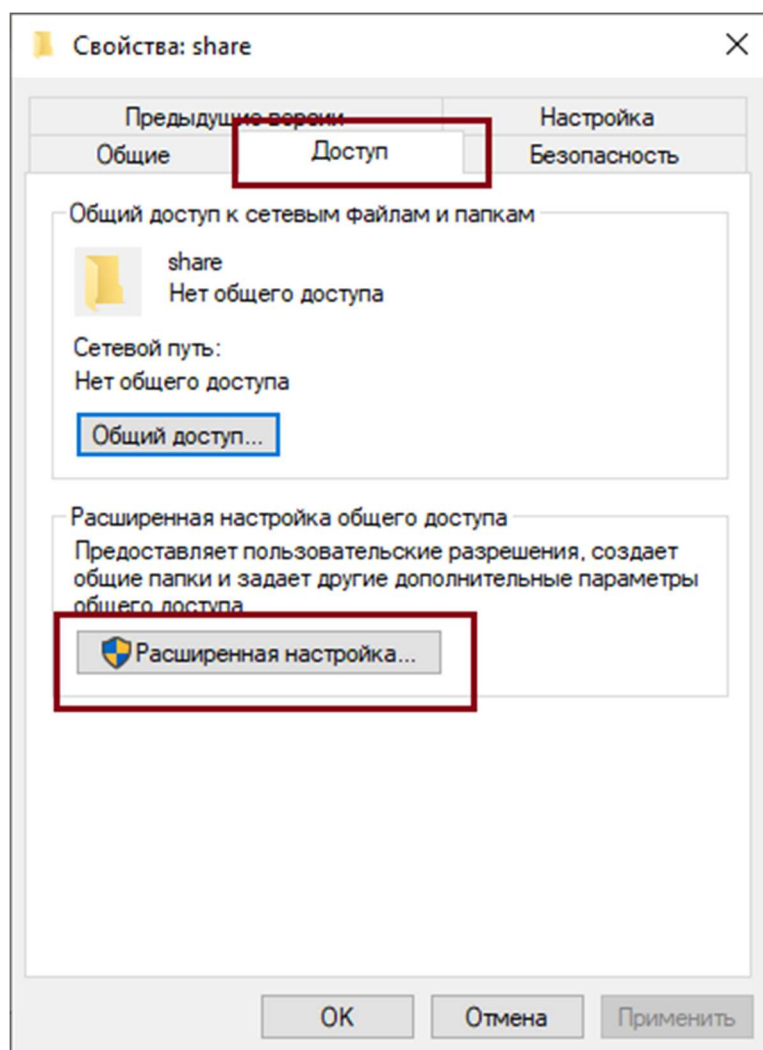 Свойства: share
Предыдущие версии
Настройка
Общие
Доступ
Безопасность
Общий доступ к сетевым файлам и папкам
share
Нет общего доступа
Сетевой путь:
Нет общего доступа
Общий доступ...
Расширенная настройка общего доступа
Предоставляет пользовательские разрешения, создает
общие папки и задает другие дополнительные параметры
общего доступа
Расширенная настройка...
OK
Отмена
Применить